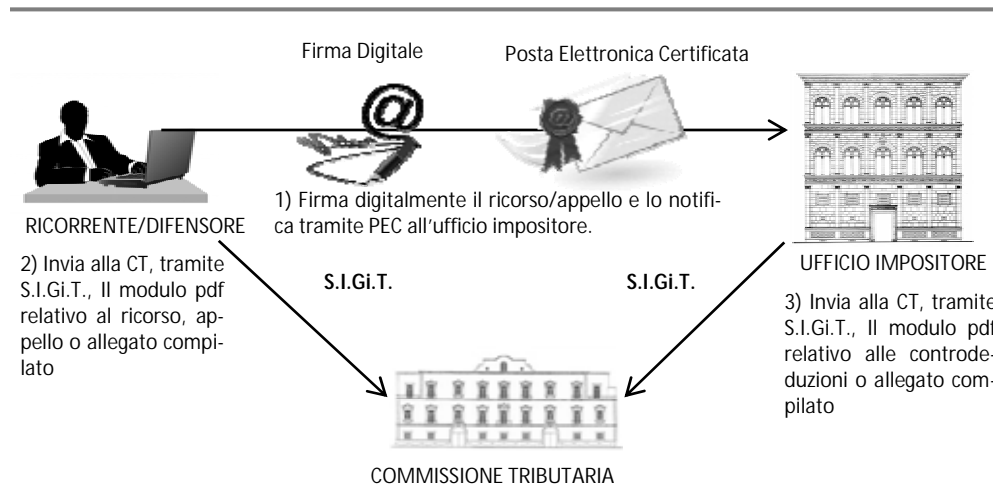 Firma Digitale
Posta Elettronica Certificata
1) Firma digitalmente il ricorso/appello e lo notifi-
ca tramite PEC all'ufficio impositore.
RICORRENTE/DIFENSORE
2) Invia alla CT, tramite
S.I.Gi.T., Il modulo pdf
relativo al ricorso, ap-
pello o allegato compi-
lato
S.I.Gi.T.
S.I.Gi.T.
UFFICIO IMPOSITORE
3) Invia alla CT, tramite
S.I.Gi.T., Il modulo pdf
relativo alle controde-
duzioni o allegato com-
pilato
COMMISSIONE TRIBUTARIA